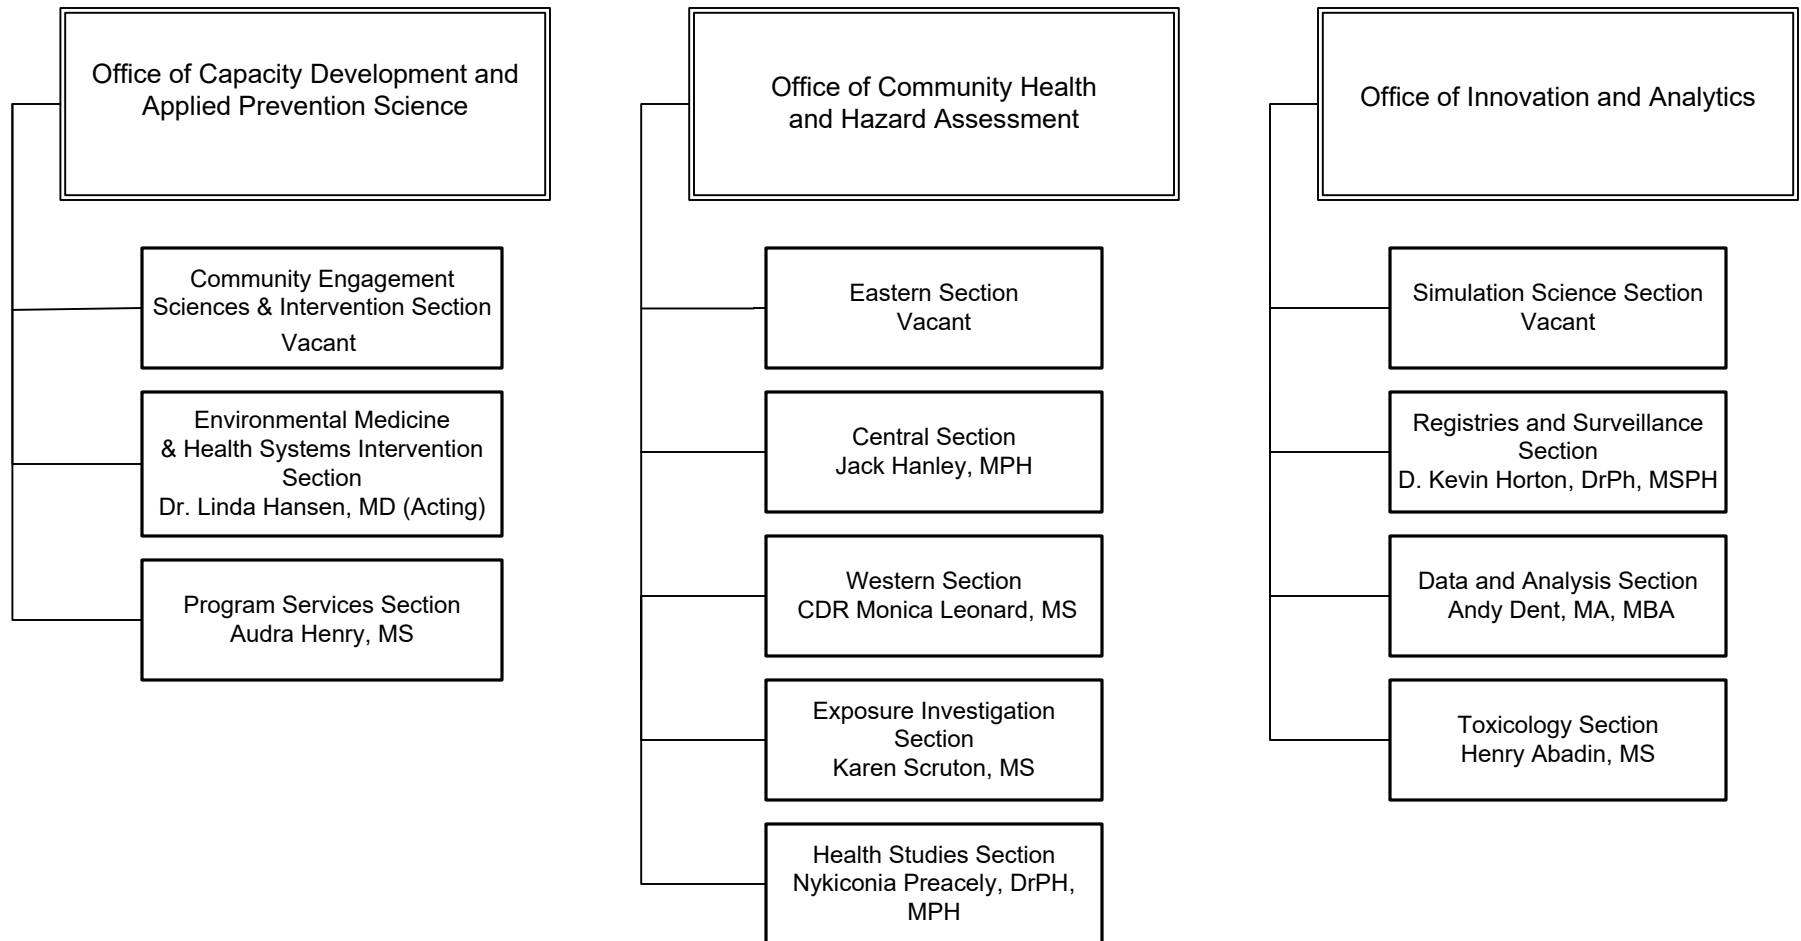 Office of Capacity Development and
Applied Prevention Science
Community Engagement
Sciences & Intervention Section
Vacant
Environmental Medicine
& Health Systems Intervention
Section
Dr. Linda Hansen, MD (Acting)
Program Services Section
Audra Henry, MS
Office of Community Health
and Hazard Assessment
Eastern Section
Vacant
Central Section
Jack Hanley, MPH
Western Section
CDR Monica Leonard, MS
Exposure Investigation
Section
Karen Scruton, MS
Health Studies Section
Nykiconia Preacely, DrPH,
MPH
Office of Innovation and Analytics
Simulation Science Section
Vacant
Registries and Surveillance
Section
D. Kevin Horton, DrPh, MSPH
Data and Analysis Section
Andy Dent, MA, MBA
Toxicology Section
Henry Abadin, MS